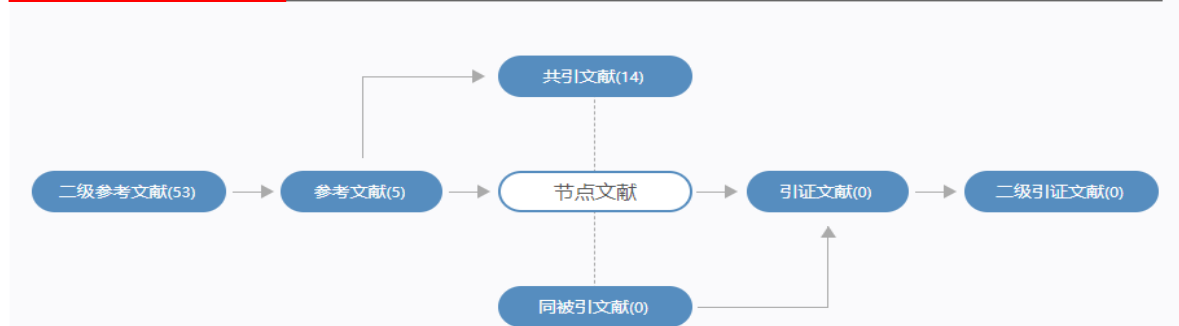 共引文献(14)
二级参考文献(53)
参考文献(5)
节点文献
引证文献(0)
二级引证文献(0)
同被引文献(0)